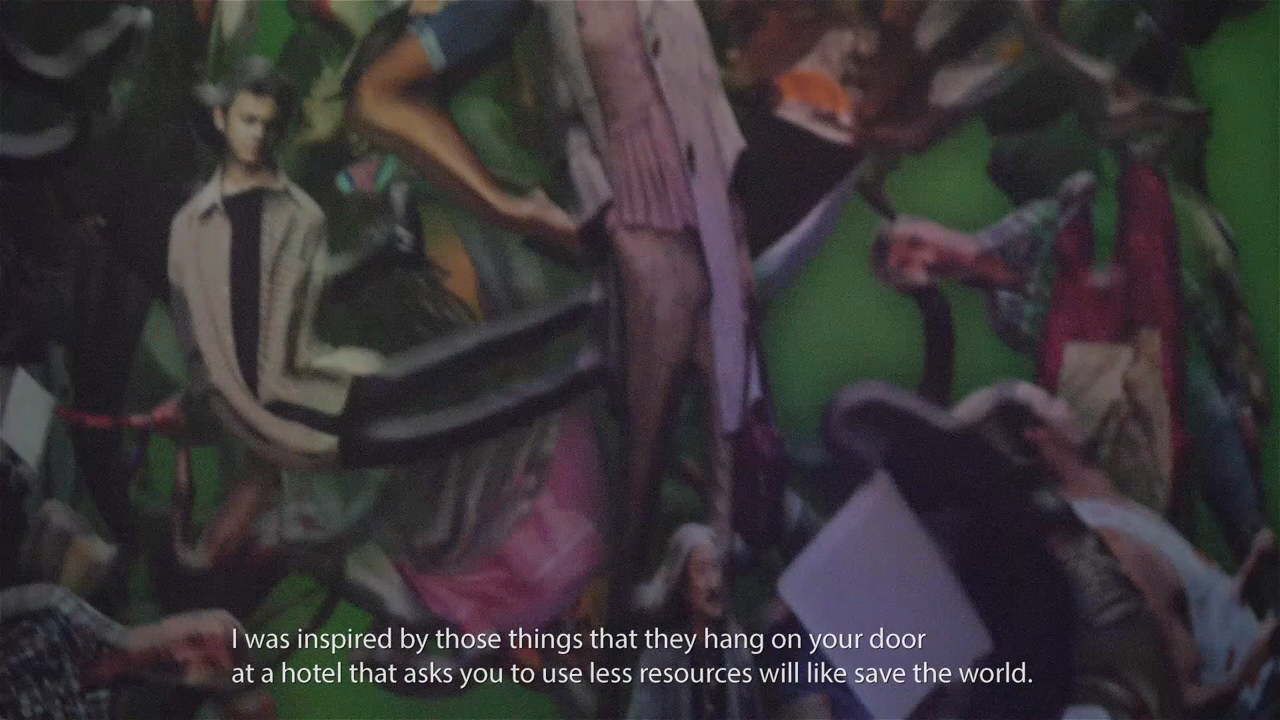 I was inspired by those things that they hang on your door
at a hotel that asks you to use less resources will like save the world.